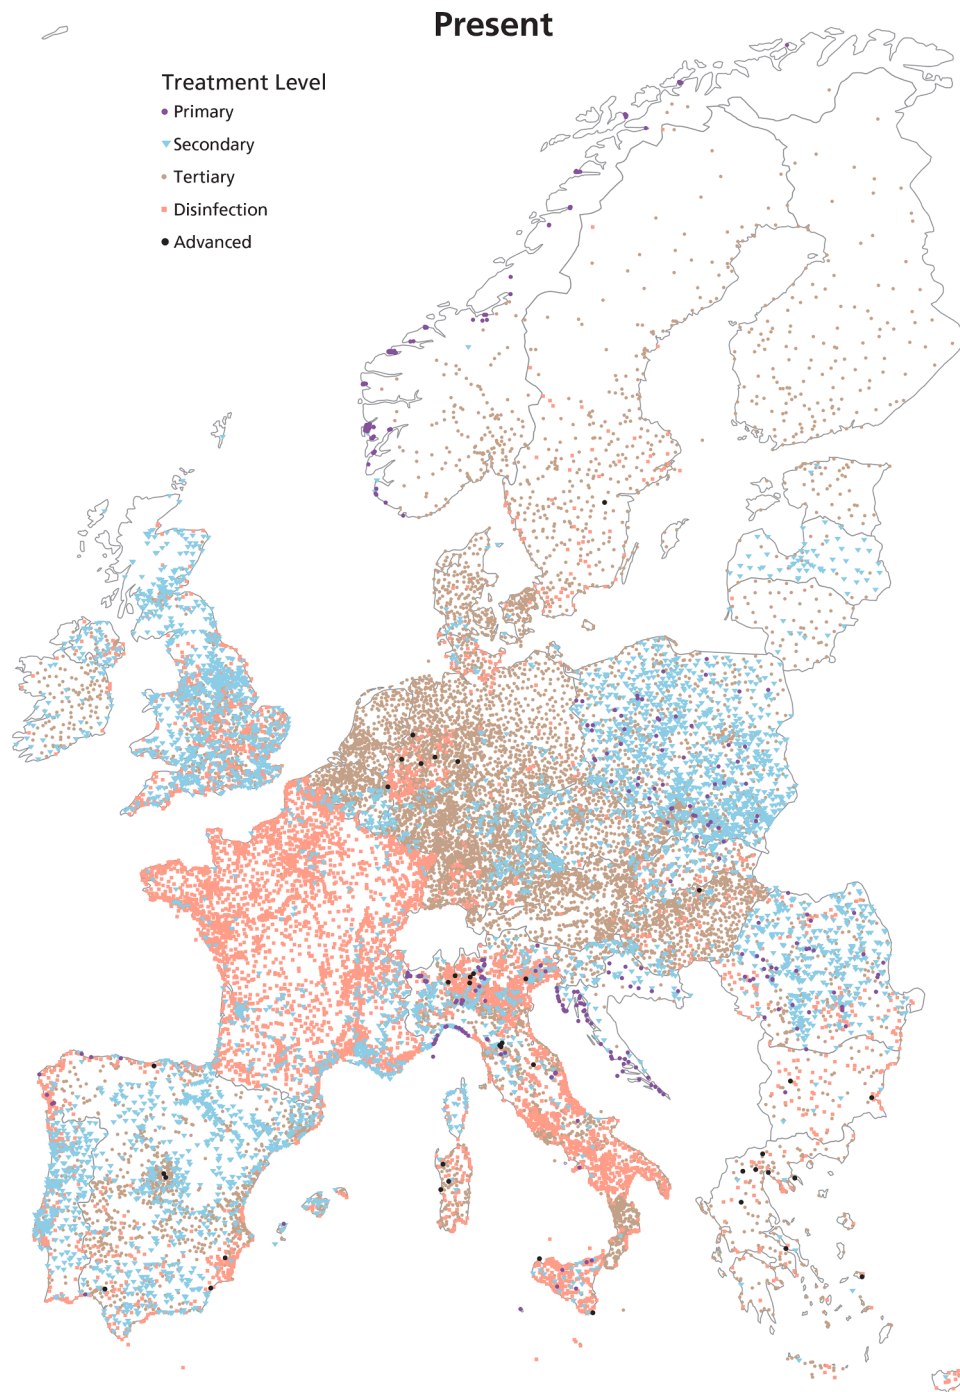 Present
Treatment Level
Primary
Secondary
Tertiary
Disinfection
Advanced